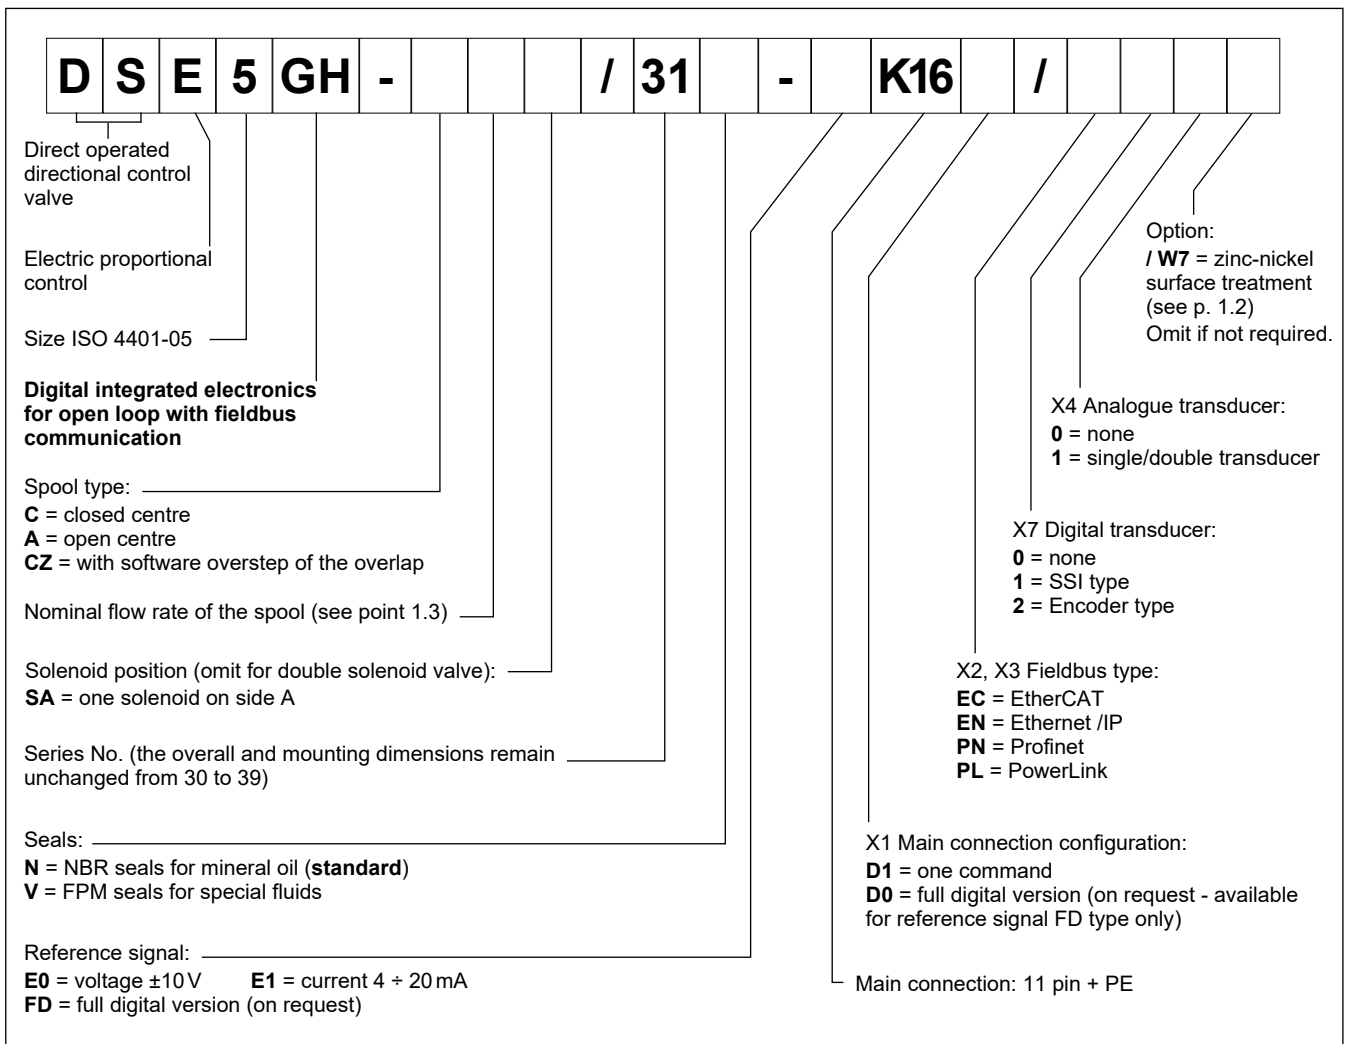 D S E 5 GH - / 31 - K16 /
Direct operated
directional control
valve
Electric proportional
control
Size ISO 4401-05
Digital integrated electronics
for open loop with fieldbus
communication
Spool type:
C = closed centre
A = open centre
CZ = with software overstep of the overlap
Nominal flow rate of the spool (see point 1.3)
Solenoid position (omit for double solenoid valve):
SA = one solenoid on side A
Series No. (the overall and mounting dimensions remain
unchanged from 30 to 39)
Seals:
N = NBR seals for mineral oil (standard)
V = FPM seals for special fluids
Reference signal:
E0 = voltage ±10 V E1 = current 4 ÷ 20 mA
FD = full digital version (on request)
Option:
/ W7 = zinc-nickel
surface treatment
(see p. 1.2)
Omit if not required.
X4 Analogue transducer:
0 = none
1 = single/double transducer
X7 Digital transducer:
0 = none
1 = SSI type
2 = Encoder type
X2, X3 Fieldbus type:
EC = EtherCAT
EN = Ethernet /IP
PN = Profinet
PL = PowerLink
X1 Main connection configuration:
D1 = one command
D0 = full digital version (on request - available
for reference signal FD type only)
Main connection: 11 pin + PE